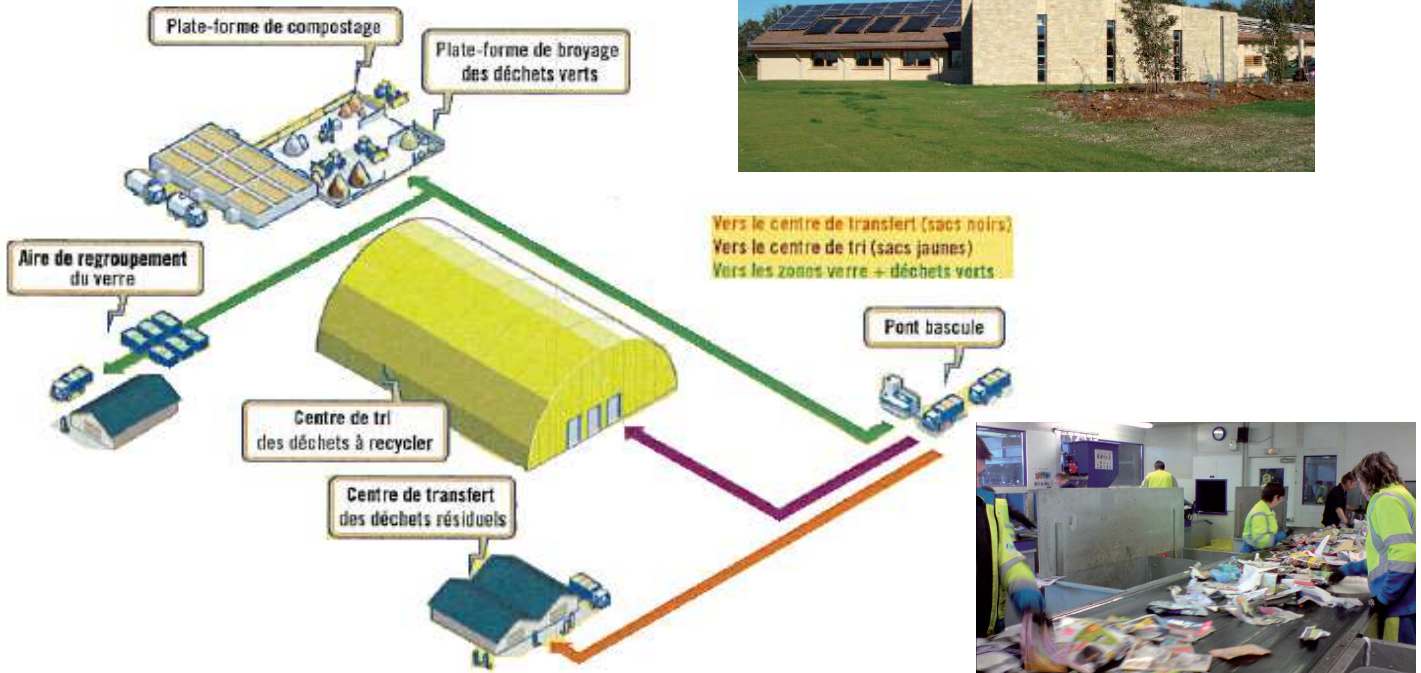 Plate-forme de compostage
Plate-forme de broyage
des déchets verts
Vers le centre de transfert (sacs noirs)
Vers le centre de tri (sacs jaunes)
Vers les zones verre + déchets verts
Aire de regroupement
du verre
Pont bascule
Centre de tri
des déchets à recycler
Centre de transfert
des déchets résiduels